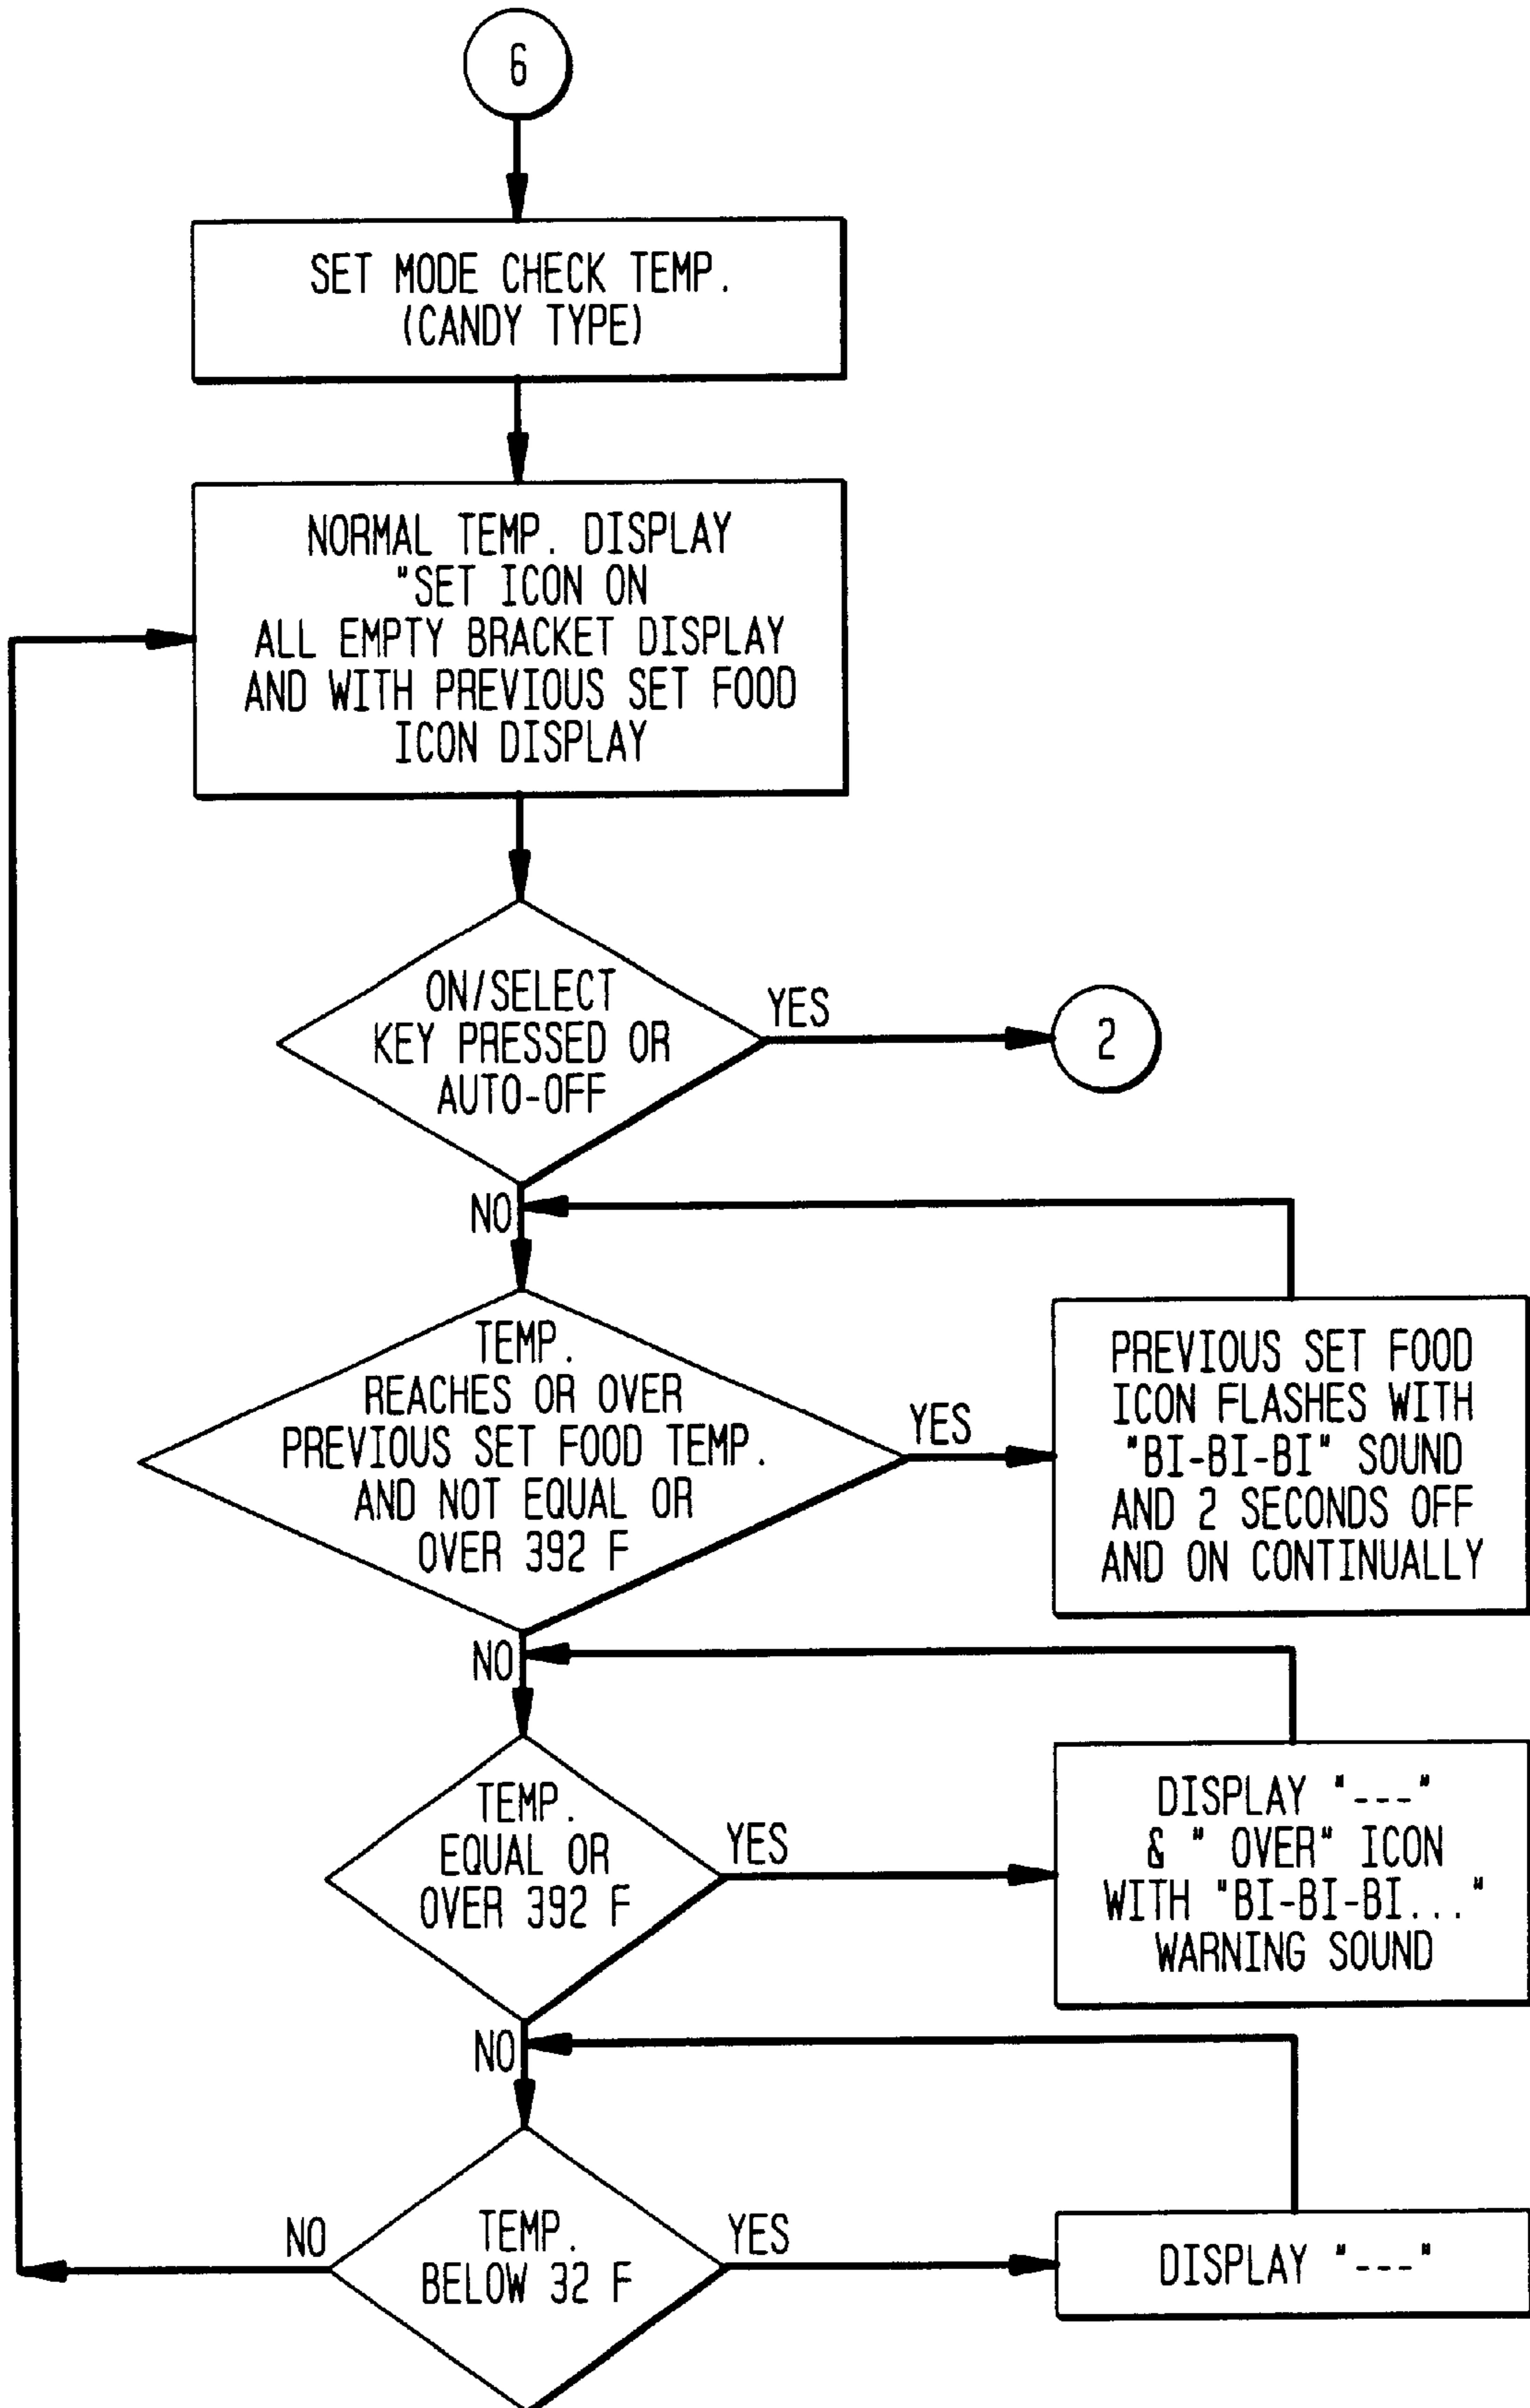 6
SET MODE CHECK TEMP.
(CANDY TYPE)
NORMAL TEMP. DISPLAY
"SET ICON ON
ALL EMPTY BRACKET DISPLAY
AND WITH PREVIOUS SET FOOD
ICON DISPLAY
ON/SELECT
KEY PRESSED OR
AUTO-OFF
YES
2
NO
TEMP.
REACHES OR OVER
PREVIOUS SET FOOD TEMP.
AND NOT EQUAL OR
OVER 392 F
YES
PREVIOUS SET FOOD
ICON FLASHES WITH
"BI-BI-BI" SOUND
AND 2 SECONDS OFF
AND ON CONTINUALLY
NO
TEMP.
EQUAL OR
OVER 392 F
YES
DISPLAY "---"
& " OVER" ICON
WITH "BI-BI-BI..."
WARNING SOUND
NO
TEMP.
BELOW 32 F
NO
YES
DISPLAY "---"